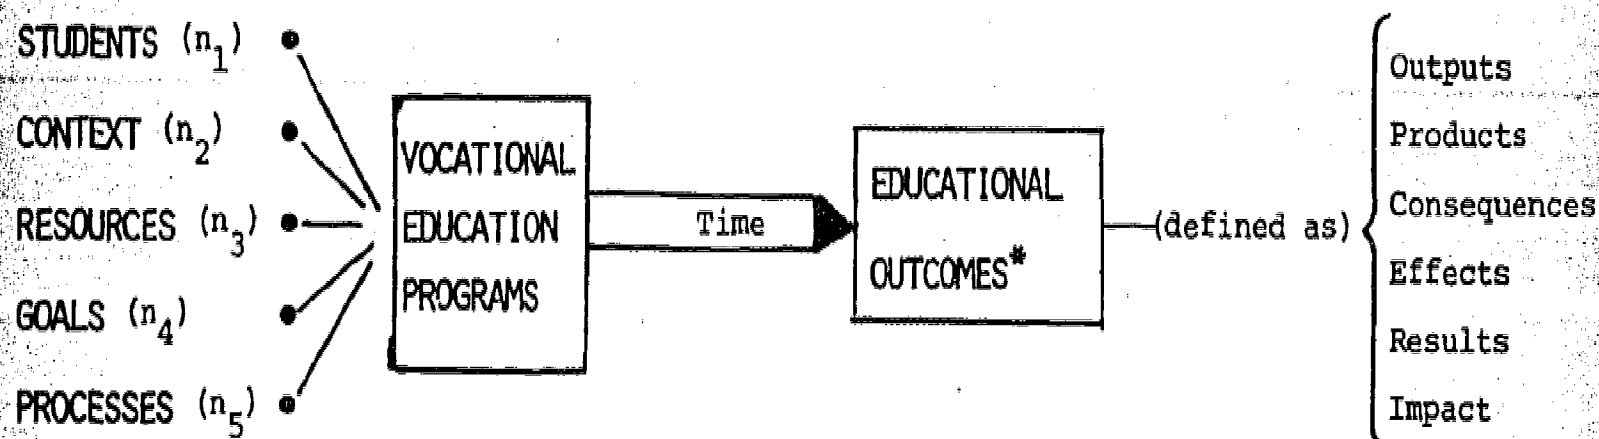 STUDENTS (n1)
CONTEXT (n2)
RESOURCES (n3)
GOALS (n4)
PROCESSES (n5)
VOCATIONAL
EDUCATION
PROGRAMS
Time
EDUCATIONAL
OUTCOMES*
(defined as)
Outputs
Products
Consequences
Effects
Results
Impact